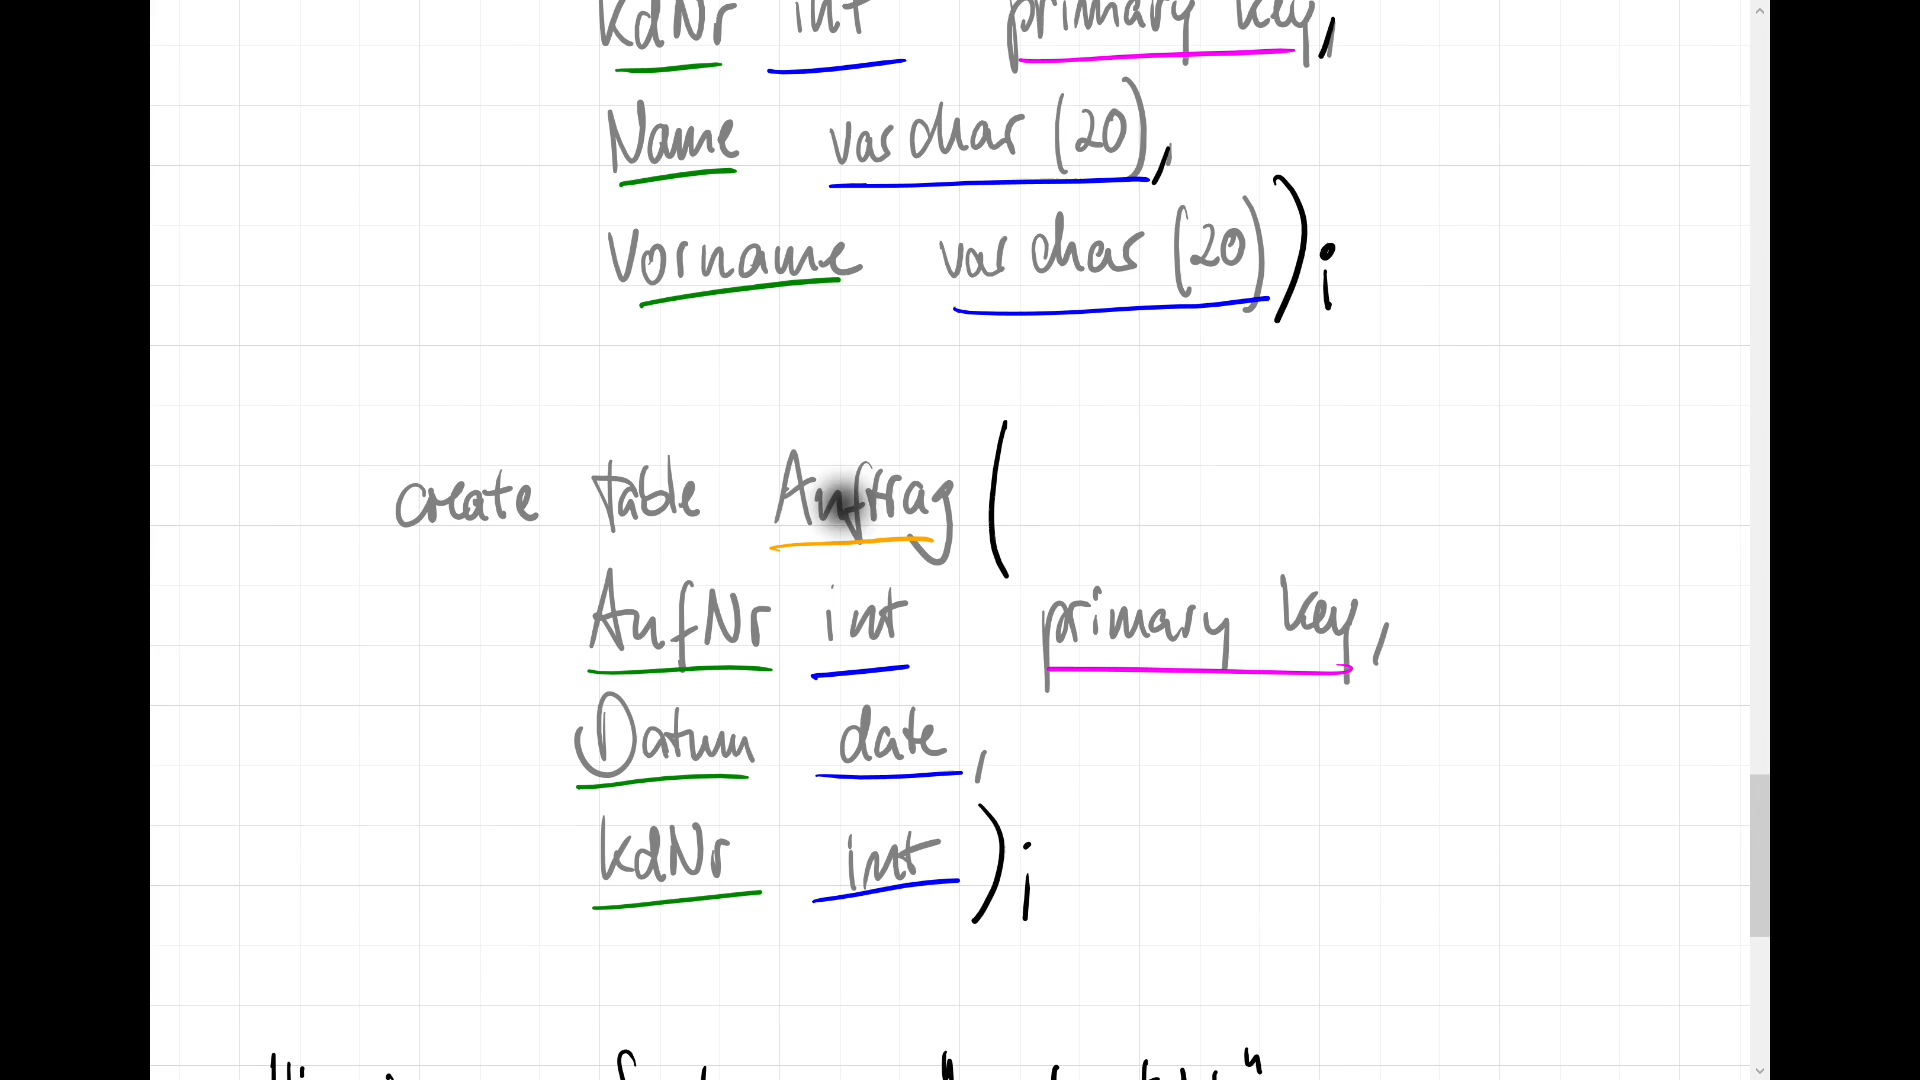 KdNr int primary key,
Name varchar (20),
Vorname varchar (20));
create table Auftrag (
AufNr int primary key,
Datum date,
KdNr int);